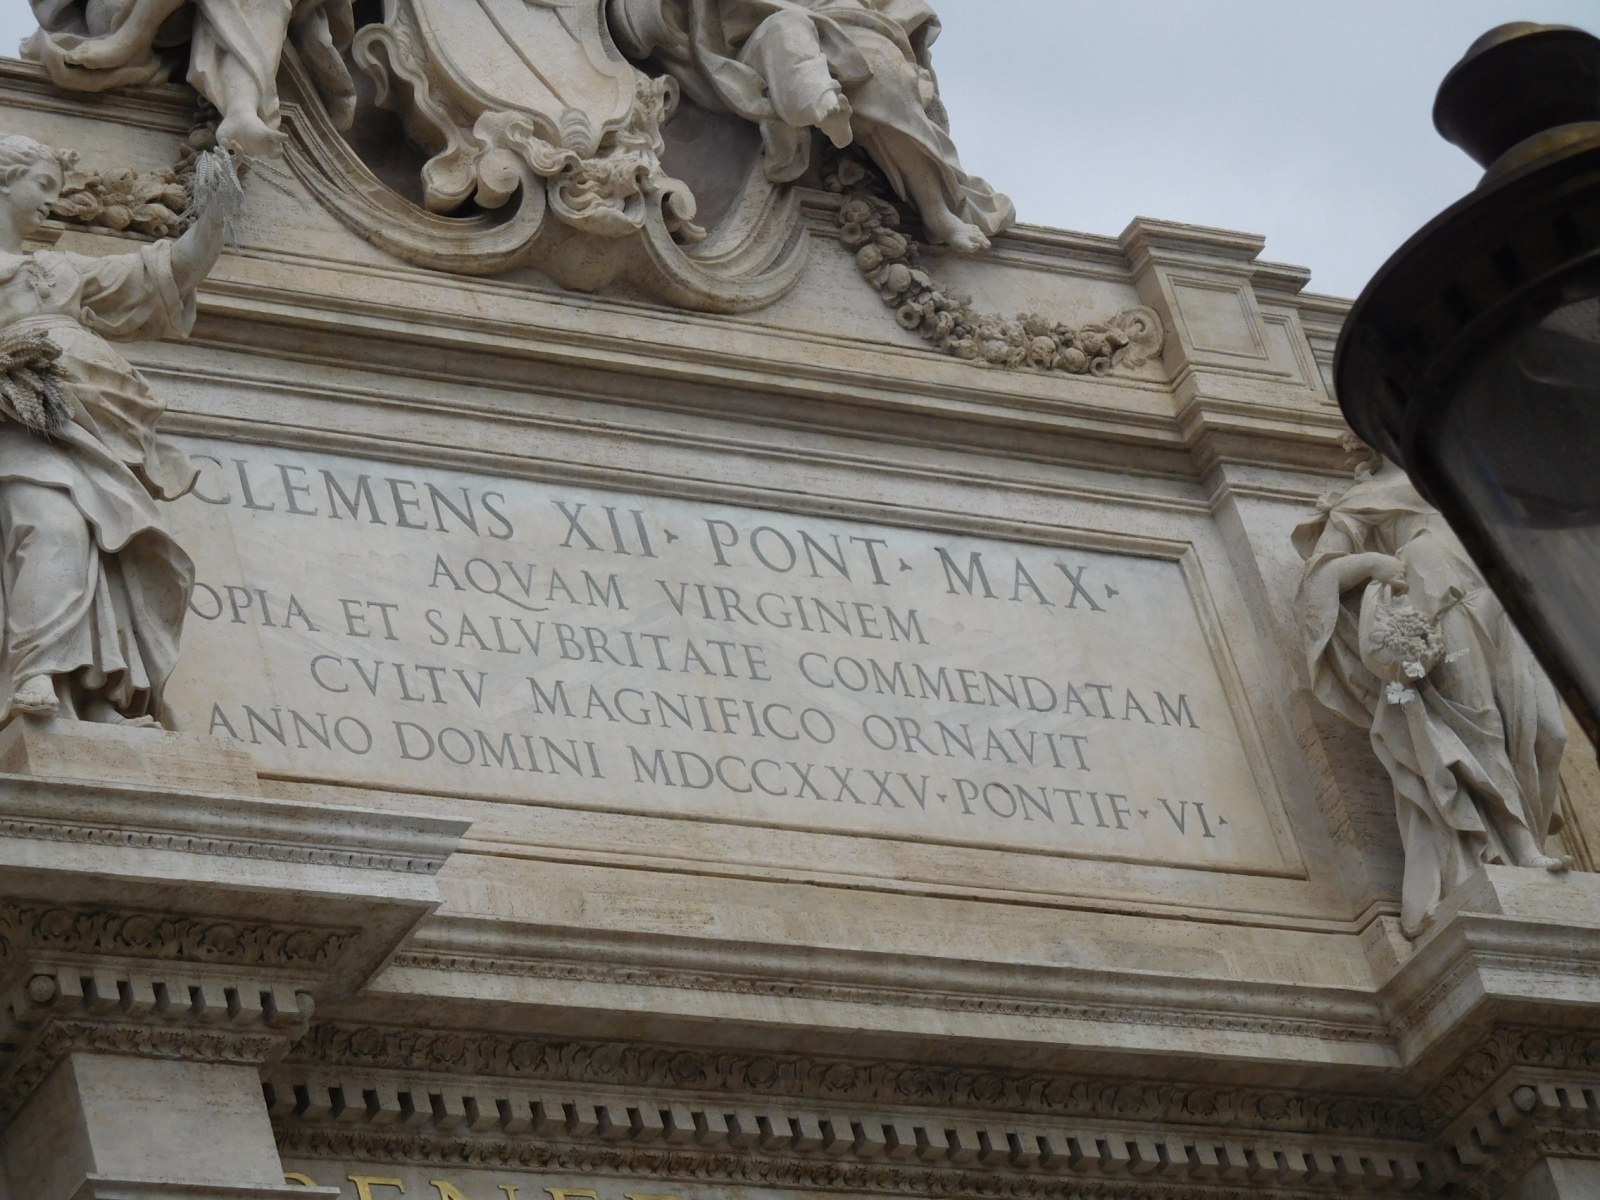 CLEMENS XII · PONT · MAX ·
AQVAM VIRGINEM
OPIA ET SALVBRITATE COMMENDATAM
CVLTV MAGNIFICO ORNAVIT
ANNO DOMINI MDCCXXXV · PONTIF · VI ·